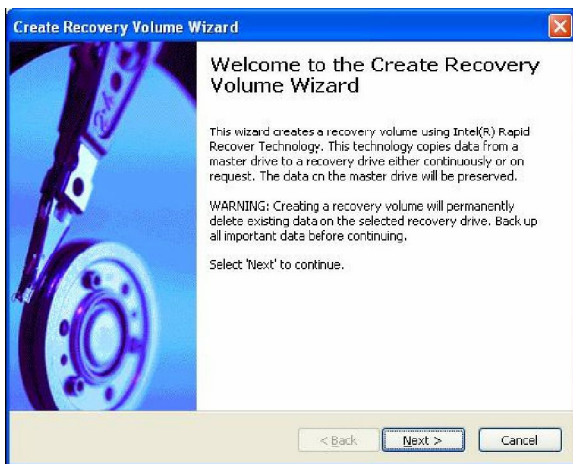 Create Recovery Volume Wizard
Welcome to the Create Recovery
Volume Wizard
This wizard creates a recovery volume using Intel(R) Rapid
Recover Technology. This technology copies data from a
master drive to a recovery drive either continuously or on
request. The data on the master drive will be preserved.
WARNING: Creating a recovery volume will permanently
delete existing data on the selected recovery drive. Back up
all important data before continuing.
Select 'Next' to continue.
< Back
Next >
Cancel